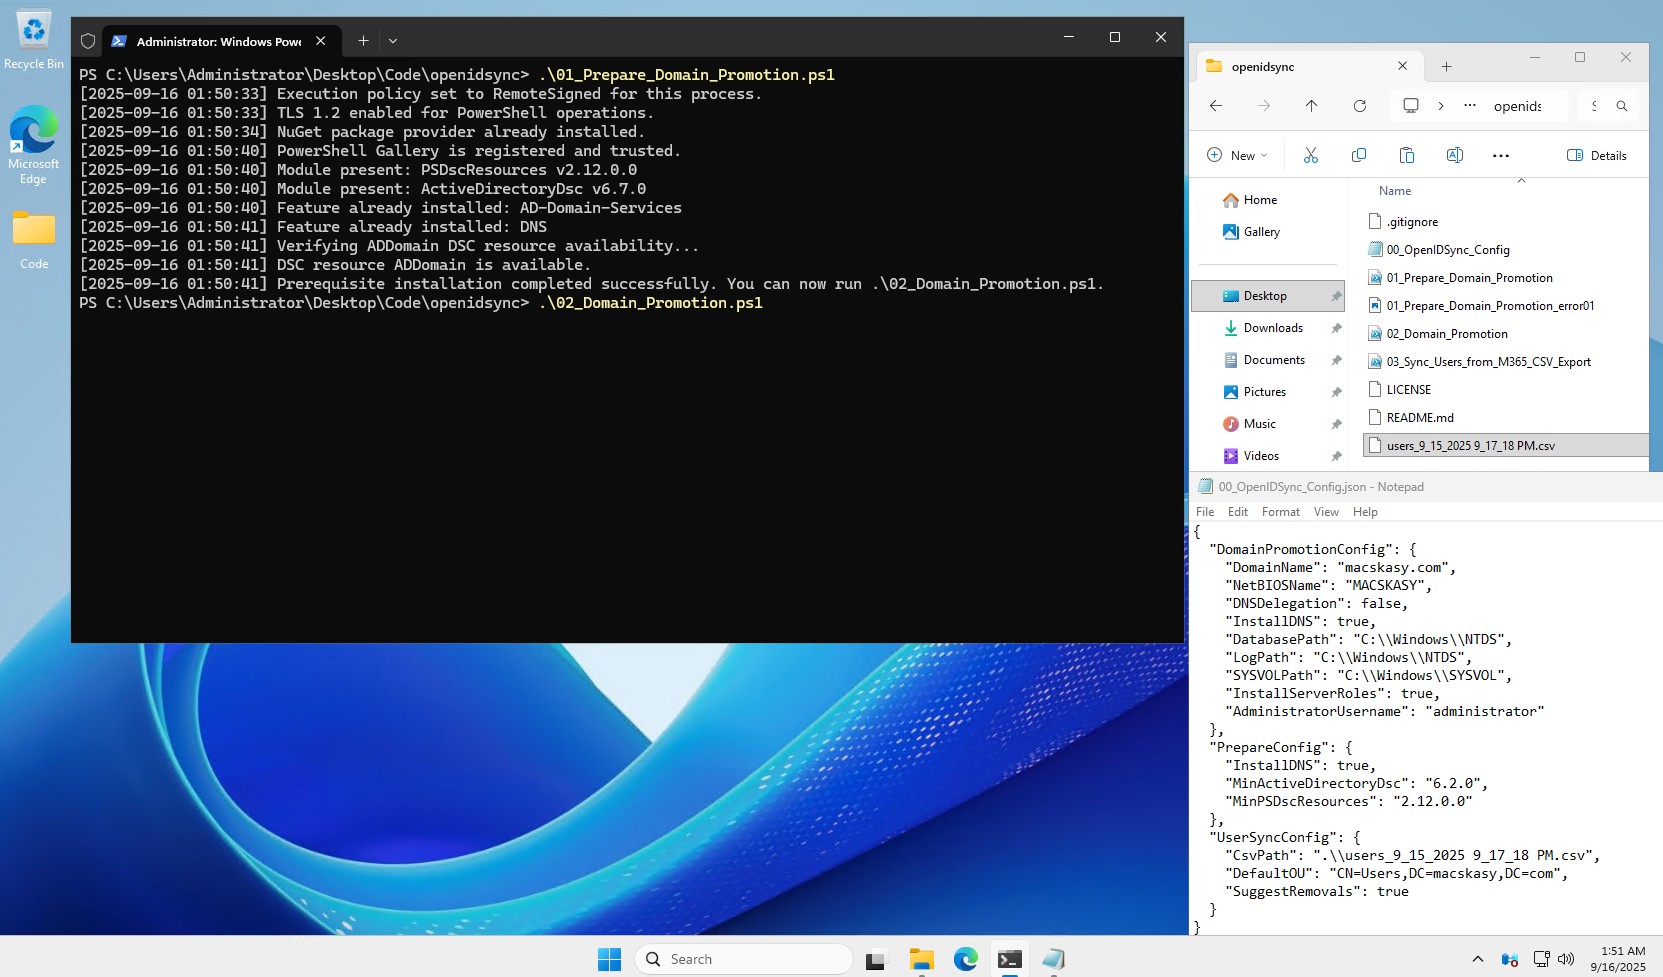 Recycle Bin
Microsoft
Edge
Code
Administrator: Windows Powe
PS C:\Users\Administrator\Desktop\Code\openidsync> .\01_Prepare_Domain_Promotion.ps1
[2025-09-16 01:50:33] Execution policy set to RemoteSigned for this process.
[2025-09-16 01:50:33] TLS 1.2 enabled for PowerShell operations.
[2025-09-16 01:50:34] NuGet package provider already installed.
[2025-09-16 01:50:40] PowerShell Gallery is registered and trusted.
[2025-09-16 01:50:40] Module present: PSDscResources v2.12.0.0
[2025-09-16 01:50:40] Module present: ActiveDirectoryDsc v6.7.0
[2025-09-16 01:50:40] Feature already installed: AD-Domain-Services
[2025-09-16 01:50:41] Feature already installed: DNS
[2025-09-16 01:50:41] Verifying ADDomain DSC resource availability...
[2025-09-16 01:50:41] DSC resource ADDomain is available.
[2025-09-16 01:50:41] Prerequisite installation completed successfully. You can now run .\02_Domain_Promotion.ps1.
PS C:\Users\Administrator\Desktop\Code\openidsync> .\02_Domain_Promotion.ps1
openidsync
openids
New
Details
Home
Gallery
Desktop
Downloads
Documents
Pictures
Music
Videos
Name
.gitignore
00_OpenIDSync_Config
01_Prepare_Domain_Promotion
01_Prepare_Domain_Promotion_error01
02_Domain_Promotion
03_Sync_Users_from_M365_CSV_Export
LICENSE
README.md
users_9_15_2025 9_17_18 PM.csv
00_OpenIDSync_Config.json - Notepad
File Edit Format View Help
{
"DomainPromotionConfig": {
"DomainName": "macskasy.com",
"NetBIOSName": "MACSKASY",
"DNSDelegation": false,
"InstallDNS": true,
"DatabasePath": "C:\\Windows\\NTDS",
"LogPath": "C:\\Windows\\NTDS",
"SYSVOLPath": "C:\\Windows\\SYSVOL",
"InstallServerRoles": true,
"AdministratorUsername": "administrator"
},
"PrepareConfig": {
"InstallDNS": true,
"MinActiveDirectoryDsc": "6.2.0",
"MinPSDscResources": "2.12.0.0"
},
"UserSyncConfig": {
"CsvPath": ".\\users_9_15_2025 9_17_18 PM.csv",
"DefaultOU": "CN=Users,DC=macskasy,DC=com",
"SuggestRemovals": true
}
}
Search
1:51 AM
9/16/2025